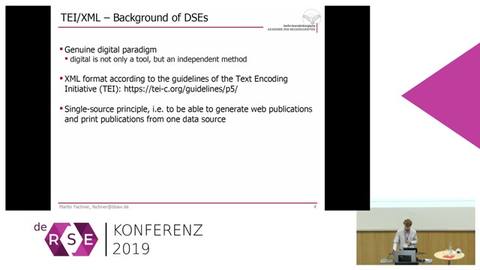 TEI/XML – Background of DSEs
Genuine digital paradigm
digital is not only a tool, but an independent method
XML format according to the guidelines of the Text Encoding
Initiative (TEI): https://tei-c.org/guidelines/p5/
Single-source principle, i.e. to be able to generate web publications
and print publications from one data source
4
de
RSE
KONFERENZ
2019